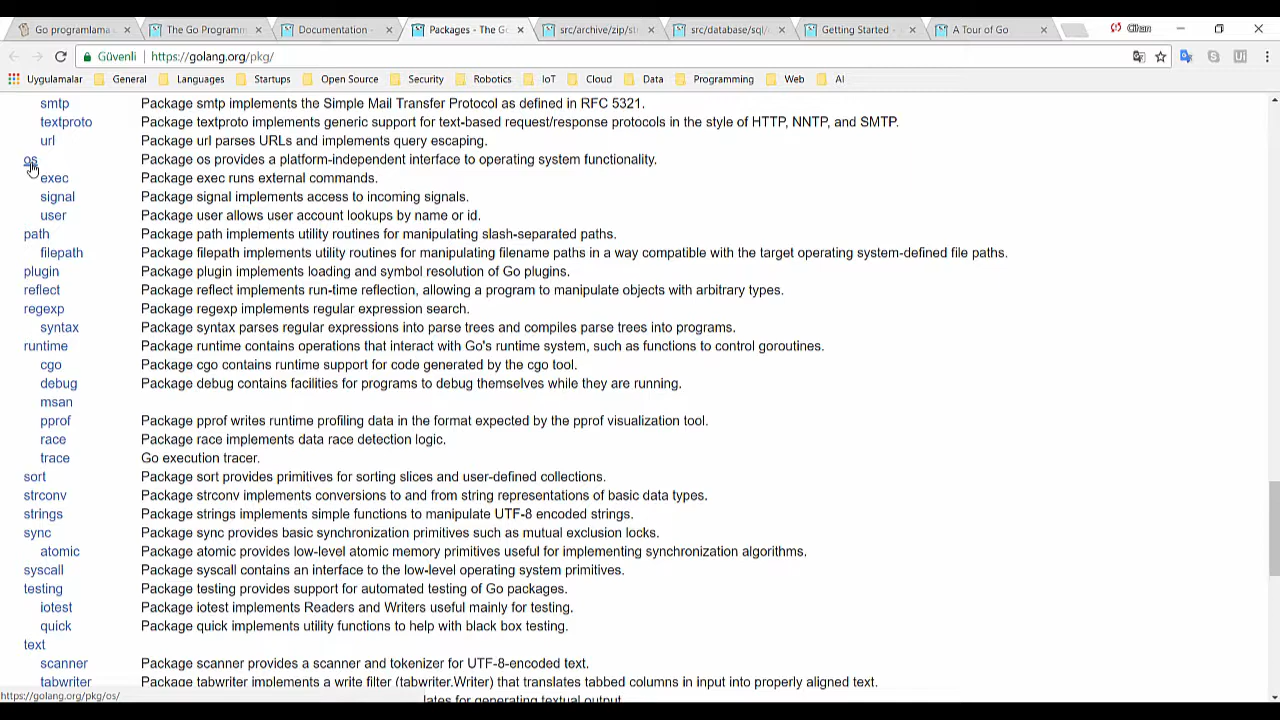 Go programlama
The Go Programm
Documentation -
Packages - The Go
src/archive/zip/str
src/database/sql/
Getting Started -
A Tour of Go
Cihan
Güvenli
https://golang.org/pkg/
Uygulamalar
General
Languages
Startups
Open Source
Security
Robotics
IoT
Cloud
Data
Programming
Web
AI
smtp Package smtp implements the Simple Mail Transfer Protocol as defined in RFC 5321.
textproto Package textproto implements generic support for text-based request/response protocols in the style of HTTP, NNTP, and SMTP.
url Package url parses URLs and implements query escaping.
os Package os provides a platform-independent interface to operating system functionality.
exec Package exec runs external commands.
signal Package signal implements access to incoming signals.
user Package user allows user account lookups by name or id.
path Package path implements utility routines for manipulating slash-separated paths.
filepath Package filepath implements utility routines for manipulating filename paths in a way compatible with the target operating system-defined file paths.
plugin Package plugin implements loading and symbol resolution of Go plugins.
reflect Package reflect implements run-time reflection, allowing a program to manipulate objects with arbitrary types.
regexp Package regexp implements regular expression search.
syntax Package syntax parses regular expressions into parse trees and compiles parse trees into programs.
runtime Package runtime contains operations that interact with Go's runtime system, such as functions to control goroutines.
cgo Package cgo contains runtime support for code generated by the cgo tool.
debug Package debug contains facilities for programs to debug themselves while they are running.
msan
pprof Package pprof writes runtime profiling data in the format expected by the pprof visualization tool.
race Package race implements data race detection logic.
trace Go execution tracer.
sort Package sort provides primitives for sorting slices and user-defined collections.
strconv Package strconv implements conversions to and from string representations of basic data types.
strings Package strings implements simple functions to manipulate UTF-8 encoded strings.
sync Package sync provides basic synchronization primitives such as mutual exclusion locks.
atomic Package atomic provides low-level atomic memory primitives useful for implementing synchronization algorithms.
syscall Package syscall contains an interface to the low-level operating system primitives.
testing Package testing provides support for automated testing of Go packages.
iotest Package iotest implements Readers and Writers useful mainly for testing.
quick Package quick implements utility functions to help with black box testing.
text
scanner Package scanner provides a scanner and tokenizer for UTF-8-encoded text.
tabwriter Package tabwriter implements a write filter (tabwriter.Writer) that translates tabbed columns in input into properly aligned text.
https://golang.org/pkg/os/
lates for generating textual output.